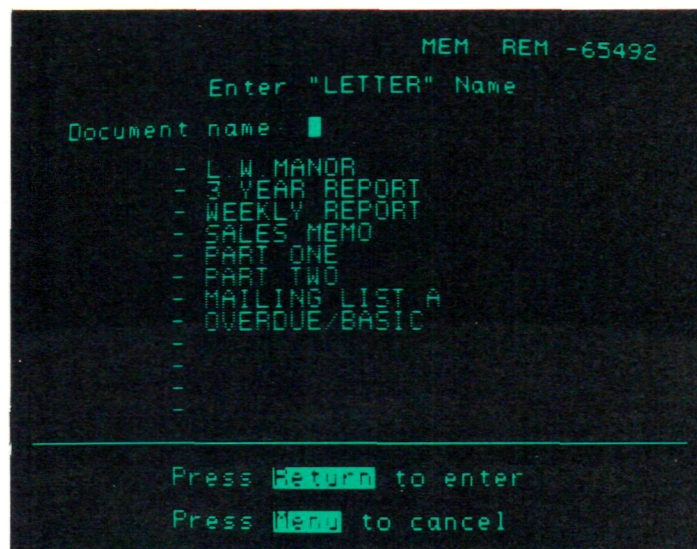 MEM REM -65492
Enter "LETTER" Name
Document name
- L W MANOR
- 3 YEAR REPORT
- WEEKLY REPORT
- SALES MEMO
- PART ONE
- PART TWO
- MAILING LIST A
- OVERDUE/BASIC
-
-
-
-
Press Return to enter
Press Menu to cancel